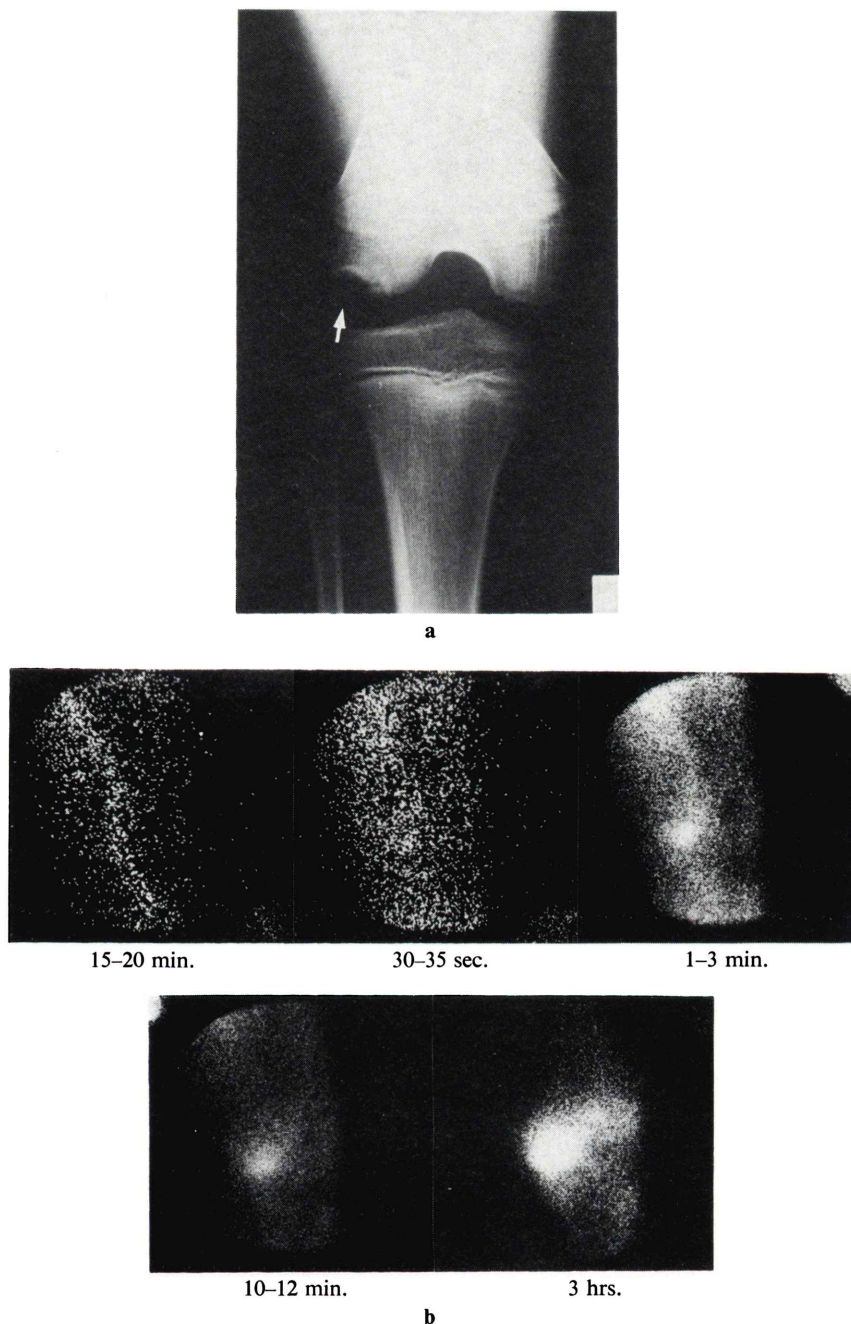 a
15–20 min.
30–35 sec.
1–3 min.
10–12 min.
3 hrs.
b